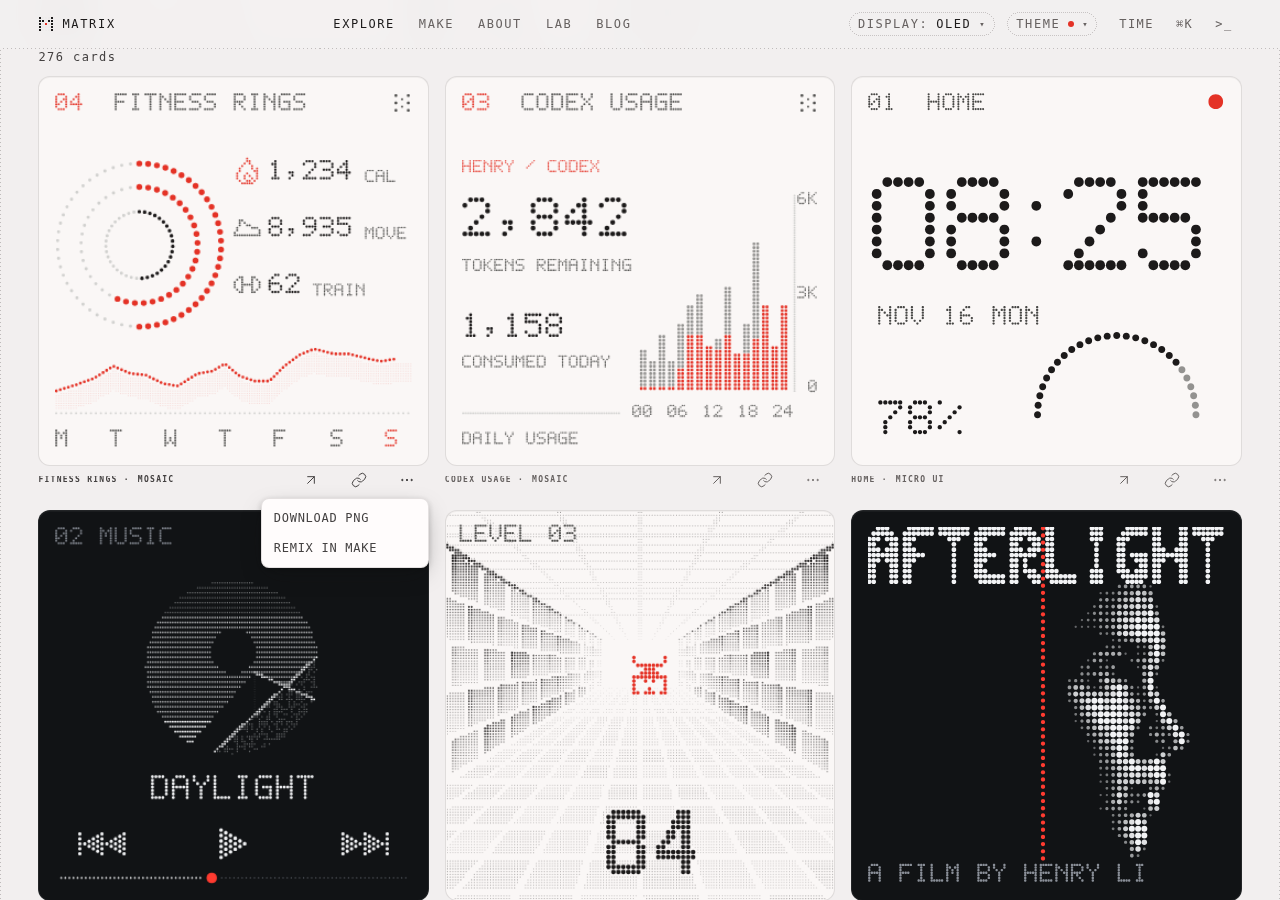 MATRIX
EXPLORE MAKE ABOUT LAB BLOG
DISPLAY: OLED ▾ THEME ▾ TIME ⌘K >_
276 cards
04 FITNESS RINGS
1,234 CAL
8,935 MOVE
62 TRAIN
M T W T F S S
FITNESS RINGS · MOSAIC
DOWNLOAD PNG
REMIX IN MAKE
03 CODEX USAGE
HENRY / CODEX
2,842
TOKENS REMAINING
1,158
CONSUMED TODAY
6K
3K
0
00 06 12 18 24
DAILY USAGE
CODEX USAGE · MOSAIC
01 HOME
08:25
NOV 16 MON
78%
HOME · MICRO UI
02 MUSIC
DAYLIGHT
LEVEL 03
84
AFTERLIGHT
A FILM BY HENRY LI